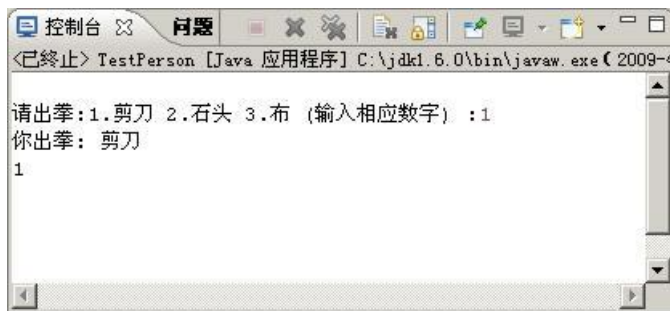 控制台 问题
<已终止> TestPerson [Java 应用程序] C:\jdk1.6.0\bin\javaw.exe ( 2009-4
请出拳:1.剪刀 2.石头 3.布 (输入相应数字) :1
你出拳: 剪刀
1